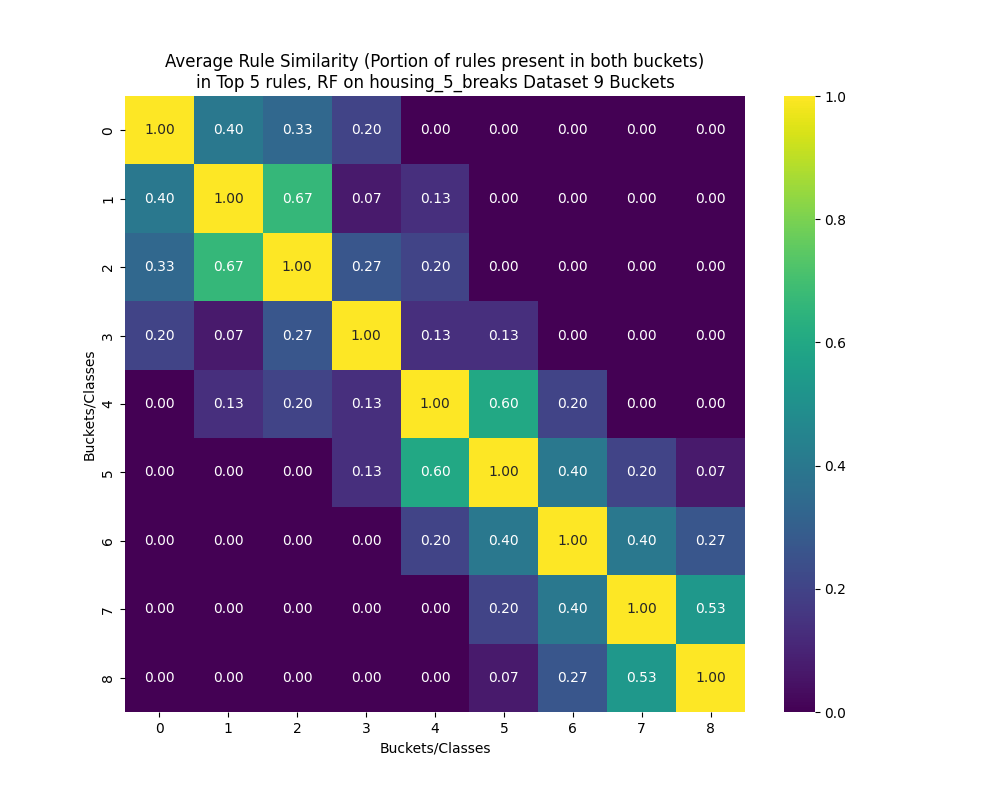 Average Rule Similarity (Portion of rules present in both buckets)
in Top 5 rules, RF on housing_5_breaks Dataset 9 Buckets
1.0
0 1.00 0.40 0.33 0.20 0.00 0.00 0.00 0.00 0.00
1 0.40 1.00 0.67 0.07 0.13 0.00 0.00 0.00 0.00
0.8
2 0.33 0.67 1.00 0.27 0.20 0.00 0.00 0.00 0.00
3 0.20 0.07 0.27 1.00 0.13 0.13 0.00 0.00 0.00
0.6
Buckets/Classes
4 0.00 0.13 0.20 0.13 1.00 0.60 0.20 0.00 0.00
5 0.00 0.00 0.00 0.13 0.60 1.00 0.40 0.20 0.07
0.4
6 0.00 0.00 0.00 0.00 0.20 0.40 1.00 0.40 0.27
0.2
7 0.00 0.00 0.00 0.00 0.00 0.20 0.40 1.00 0.53
8 0.00 0.00 0.00 0.00 0.00 0.07 0.27 0.53 1.00
0.0
0 1 2 3 4 5 6 7 8
Buckets/Classes